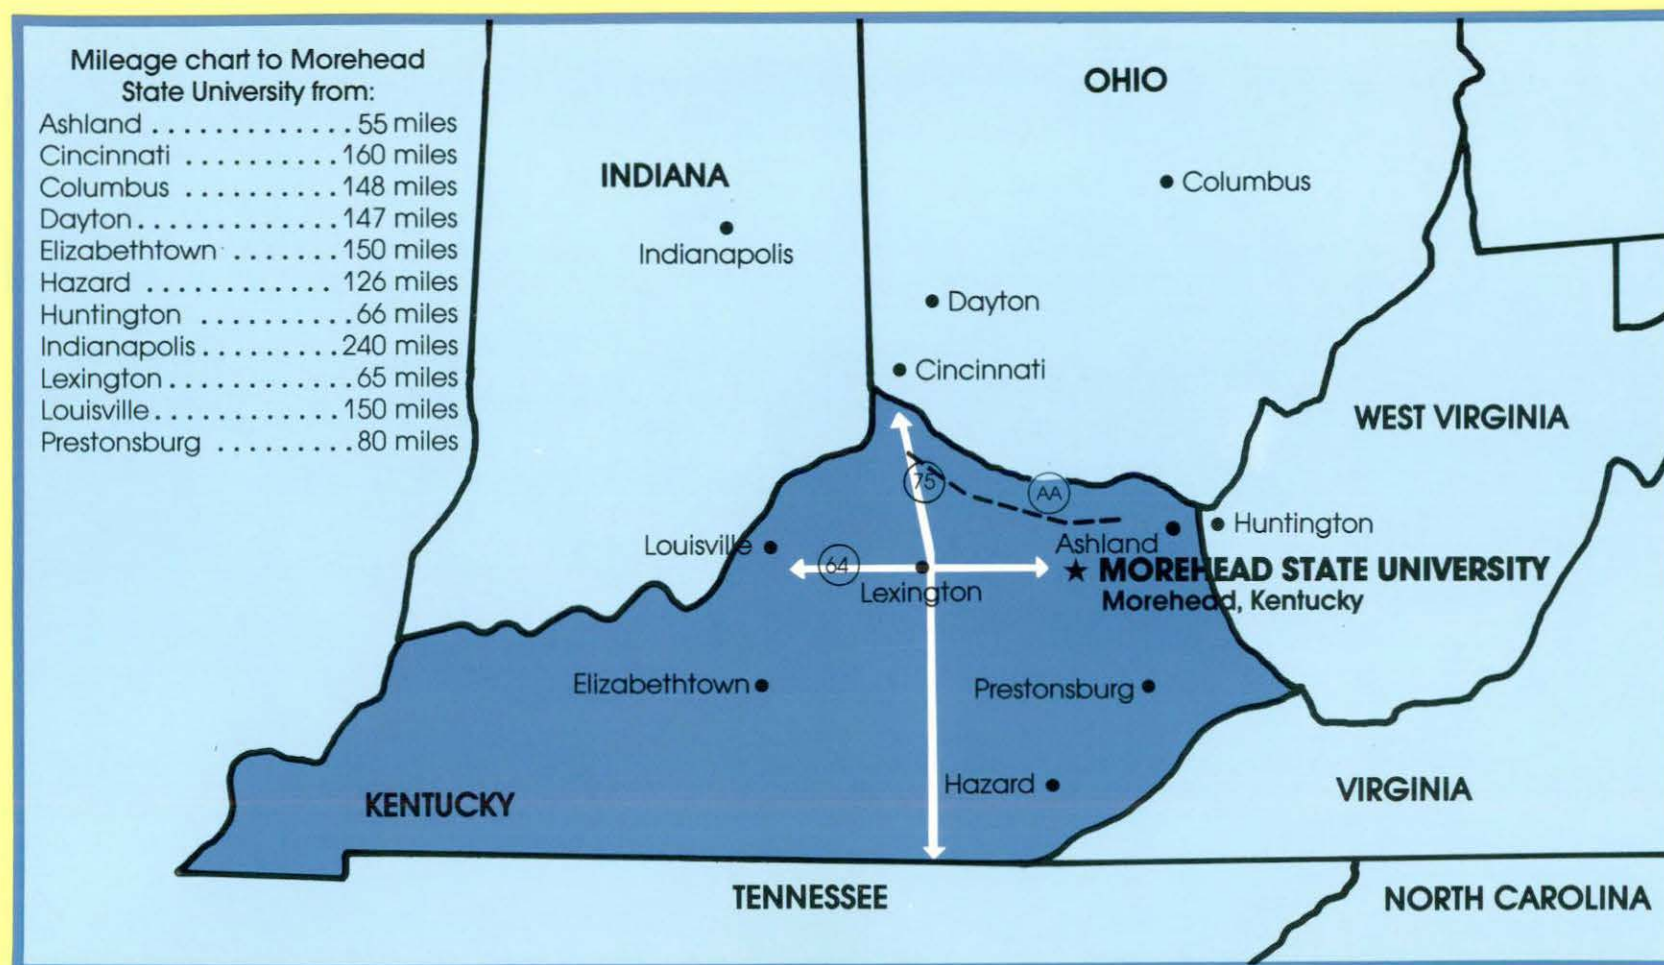 Mileage chart to Morehead
State University from:
Ashland . . . . . . . . . . . . . 55 miles
Cincinnati . . . . . . . . . . 160 miles
Columbus . . . . . . . . . . 148 miles
Dayton . . . . . . . . . . . . . 147 miles
Elizabethtown . . . . . . . 150 miles
Hazard . . . . . . . . . . . . 126 miles
Huntington . . . . . . . . . . 66 miles
Indianapolis . . . . . . . . . 240 miles
Lexington . . . . . . . . . . . . 65 miles
Louisville . . . . . . . . . . . . 150 miles
Prestonsburg . . . . . . . . . 80 miles
OHIO
INDIANA
Columbus
Indianapolis
Dayton
Cincinnati
WEST VIRGINIA
75
AA
Huntington
Louisville
Ashland
64
★ MOREHEAD STATE UNIVERSITY
Lexington
Morehead, Kentucky
Elizabethtown
Prestonsburg
Hazard
VIRGINIA
KENTUCKY
TENNESSEE
NORTH CAROLINA